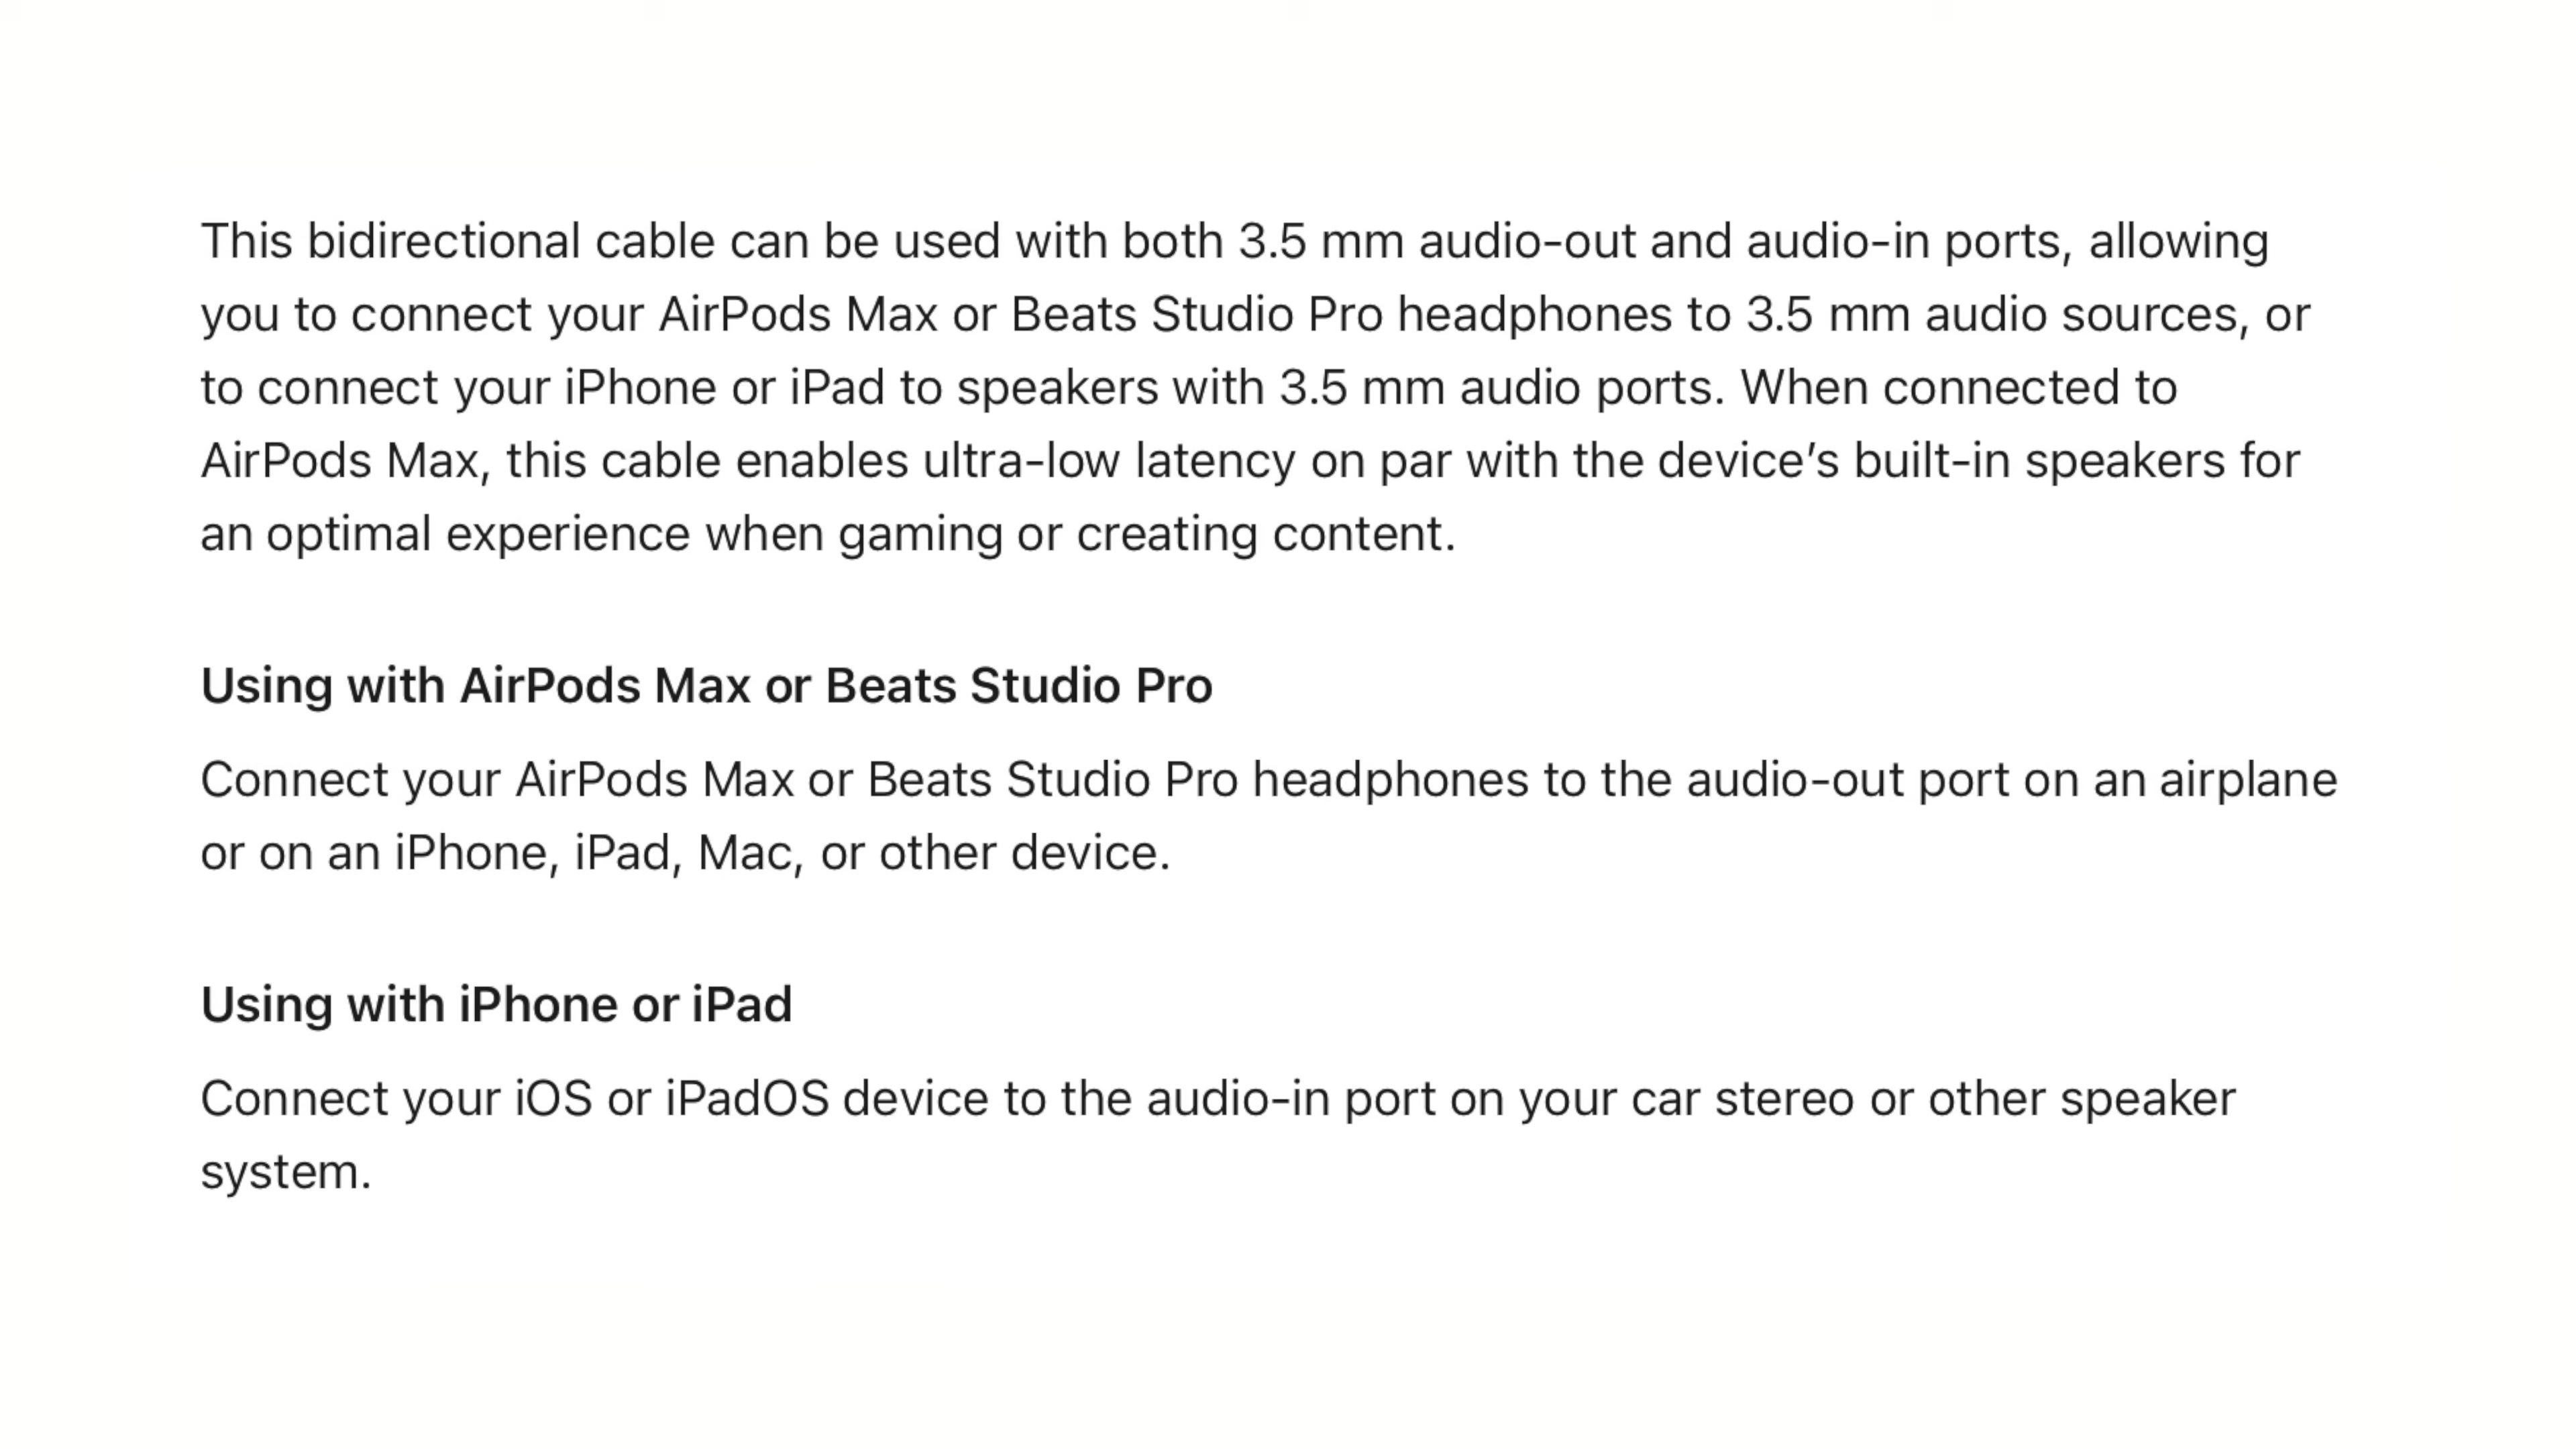 This bidirectional cable can be used with both 3.5 mm audio-out and audio-in ports, allowing
you to connect your AirPods Max or Beats Studio Pro headphones to 3.5 mm audio sources, or
to connect your iPhone or iPad to speakers with 3.5 mm audio ports. When connected to
AirPods Max, this cable enables ultra-low latency on par with the device’s built-in speakers for
an optimal experience when gaming or creating content.
Using with AirPods Max or Beats Studio Pro
Connect your AirPods Max or Beats Studio Pro headphones to the audio-out port on an airplane
or on an iPhone, iPad, Mac, or other device.
Using with iPhone or iPad
Connect your iOS or iPadOS device to the audio-in port on your car stereo or other speaker
system.